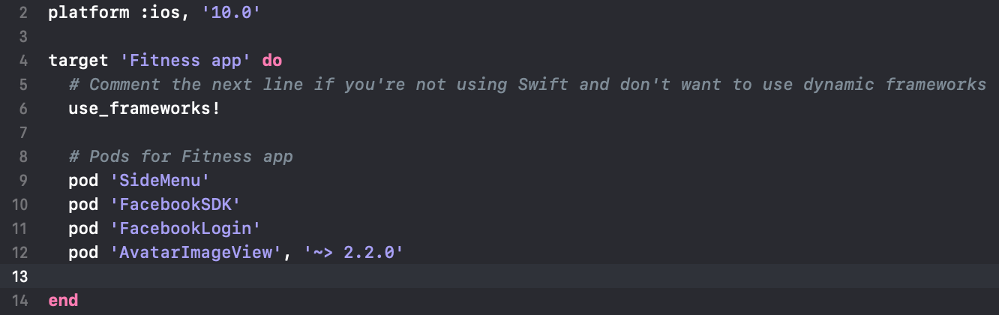 2 platform :ios, '10.0'
3
4 target 'Fitness app' do
5 # Comment the next line if you're not using Swift and don't want to use dynamic frameworks
6 use_frameworks!
7
8 # Pods for Fitness app
9 pod 'SideMenu'
10 pod 'FacebookSDK'
11 pod 'FacebookLogin'
12 pod 'AvatarImageView', '~> 2.2.0'
13
14 end